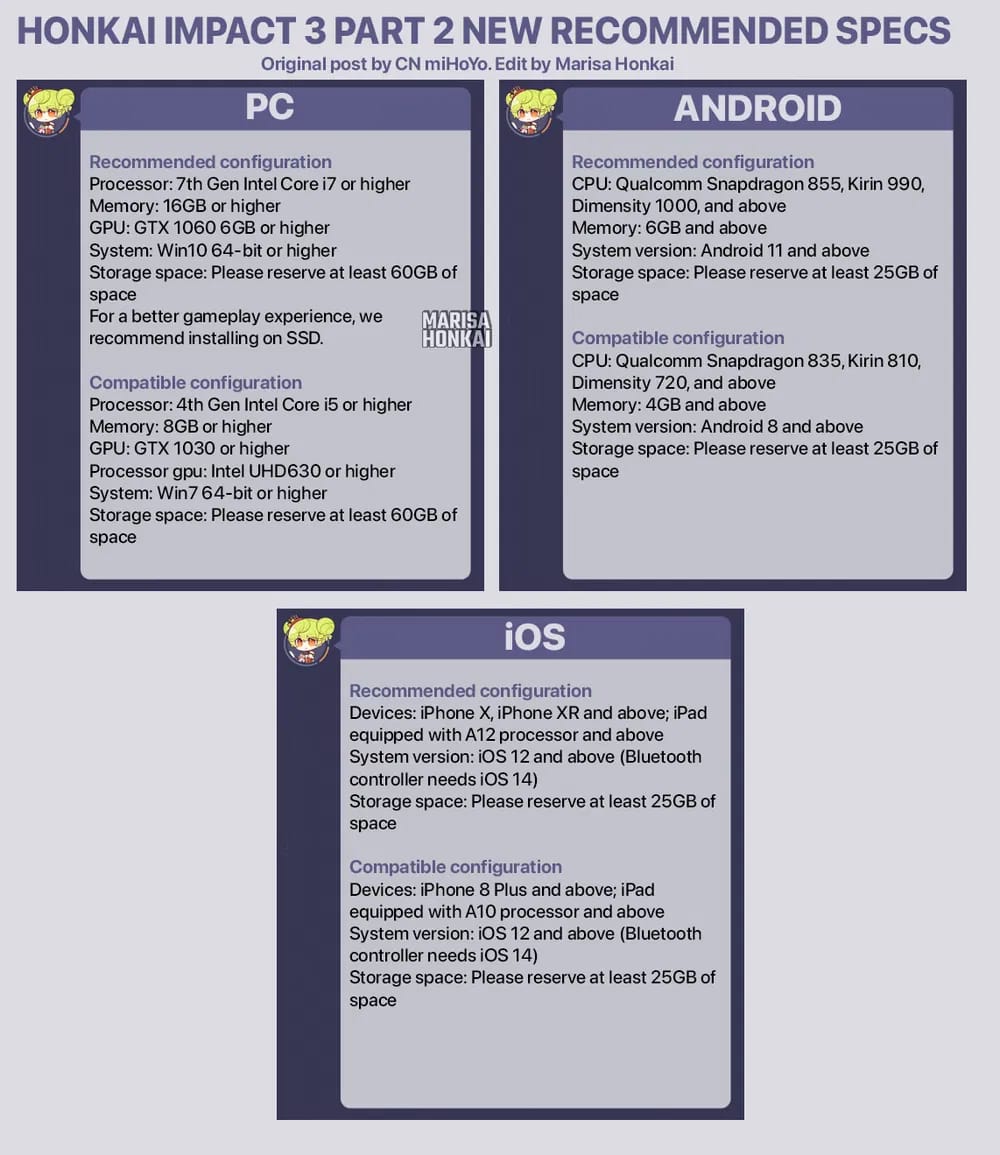 HONKAI IMPACT 3 PART 2 NEW RECOMMENDED SPECS
Original post by CN miHoYo. Edit by Marisa Honkai
PC
Recommended configuration
Processor: 7th Gen Intel Core i7 or higher
Memory: 16GB or higher
GPU: GTX 1060 6GB or higher
System: Win10 64-bit or higher
Storage space: Please reserve at least 60GB of
space
For a better gameplay experience, we
recommend installing on SSD.
Compatible configuration
Processor: 4th Gen Intel Core i5 or higher
Memory: 8GB or higher
GPU: GTX 1030 or higher
Processor gpu: Intel UHD630 or higher
System: Win7 64-bit or higher
Storage space: Please reserve at least 60GB of
space
MARISA
HONKAI
ANDROID
Recommended configuration
CPU: Qualcomm Snapdragon 855, Kirin 990,
Dimensity 1000, and above
Memory: 6GB and above
System version: Android 11 and above
Storage space: Please reserve at least 25GB of
space
Compatible configuration
CPU: Qualcomm Snapdragon 835, Kirin 810,
Dimensity 720, and above
Memory: 4GB and above
System version: Android 8 and above
Storage space: Please reserve at least 25GB of
space
iOS
Recommended configuration
Devices: iPhone X, iPhone XR and above; iPad
equipped with A12 processor and above
System version: iOS 12 and above (Bluetooth
controller needs iOS 14)
Storage space: Please reserve at least 25GB of
space
Compatible configuration
Devices: iPhone 8 Plus and above; iPad
equipped with A10 processor and above
System version: iOS 12 and above (Bluetooth
controller needs iOS 14)
Storage space: Please reserve at least 25GB of
space